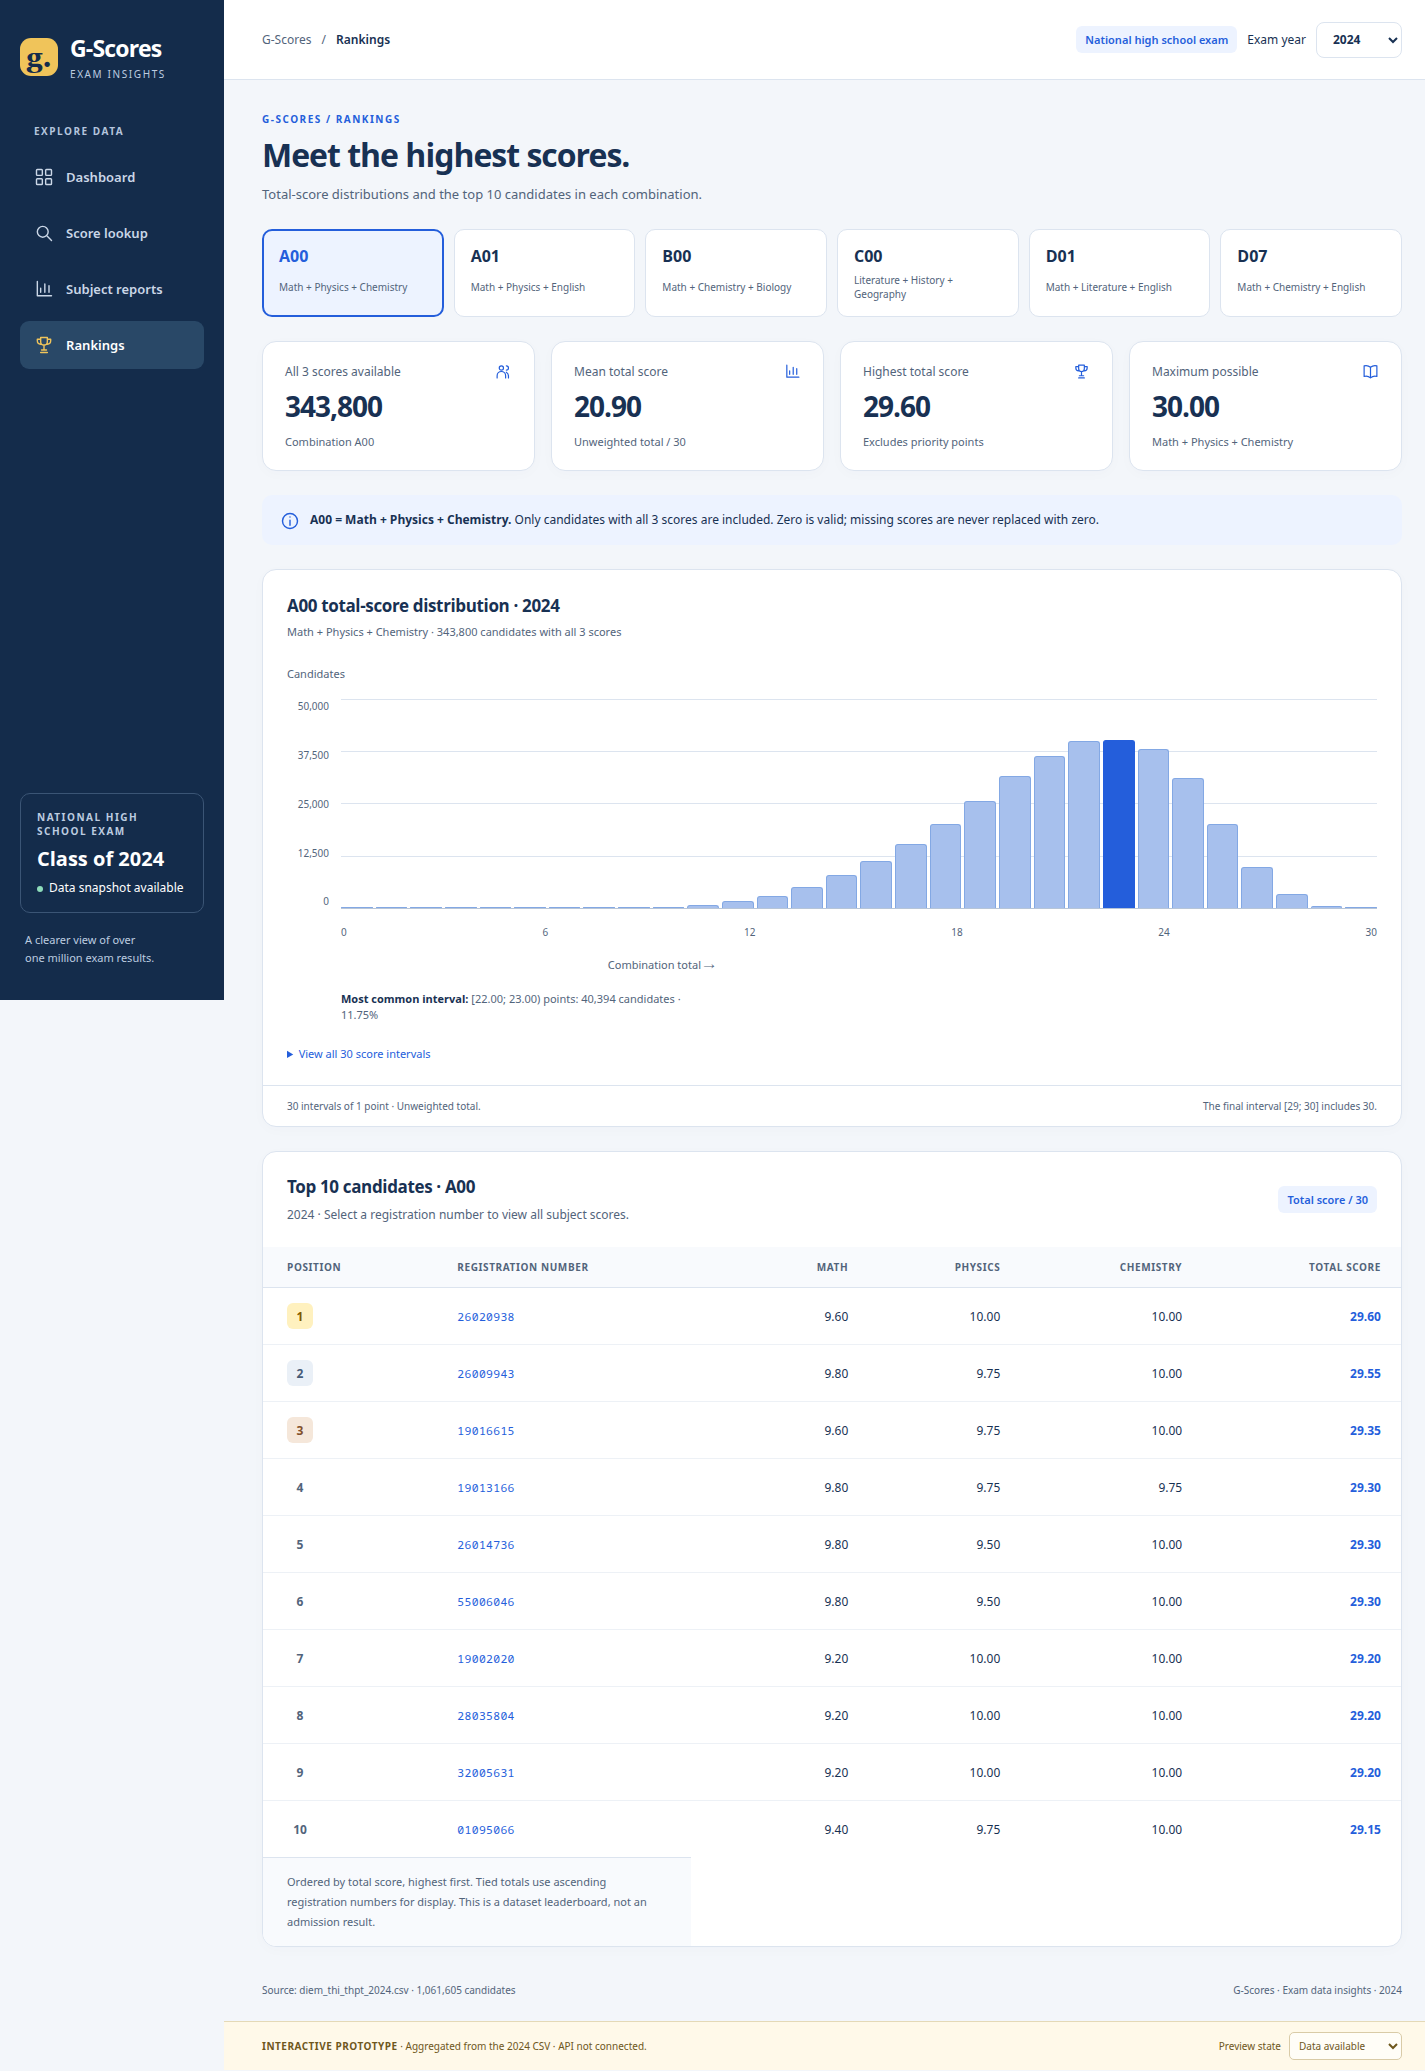 g.
G-Scores
EXAM INSIGHTS
EXPLORE DATA
Dashboard
Score lookup
Subject reports
Rankings
NATIONAL HIGH
SCHOOL EXAM
Class of 2024
Data snapshot available
A clearer view of over
one million exam results.
G-Scores / Rankings
National high school exam
Exam year
2024
G-SCORES / RANKINGS
Meet the highest scores.
Total-score distributions and the top 10 candidates in each combination.
A00
Math + Physics + Chemistry
A01
Math + Physics + English
B00
Math + Chemistry + Biology
C00
Literature + History +
Geography
D01
Math + Literature + English
D07
Math + Chemistry + English
All 3 scores available
343,800
Combination A00
Mean total score
20.90
Unweighted total / 30
Highest total score
29.60
Excludes priority points
Maximum possible
30.00
Math + Physics + Chemistry
A00 = Math + Physics + Chemistry. Only candidates with all 3 scores are included. Zero is valid; missing scores are never replaced with zero.
A00 total-score distribution · 2024
Math + Physics + Chemistry · 343,800 candidates with all 3 scores
Candidates
50,000
37,500
25,000
12,500
0
0 6 12 18 24 30
Combination total →
Most common interval: [22.00; 23.00) points: 40,394 candidates ·
11.75%
▶ View all 30 score intervals
30 intervals of 1 point · Unweighted total.
The final interval [29; 30] includes 30.
Top 10 candidates · A00
2024 · Select a registration number to view all subject scores.
Total score / 30
POSITION REGISTRATION NUMBER MATH PHYSICS CHEMISTRY TOTAL SCORE
1 26020938 9.60 10.00 10.00 29.60
2 26009943 9.80 9.75 10.00 29.55
3 19016615 9.60 9.75 10.00 29.35
4 19013166 9.80 9.75 9.75 29.30
5 26014736 9.80 9.50 10.00 29.30
6 55006046 9.80 9.50 10.00 29.30
7 19002020 9.20 10.00 10.00 29.20
8 28035804 9.20 10.00 10.00 29.20
9 32005631 9.20 10.00 10.00 29.20
10 01095066 9.40 9.75 10.00 29.15
Ordered by total score, highest first. Tied totals use ascending
registration numbers for display. This is a dataset leaderboard, not an
admission result.
Source: diem_thi_thpt_2024.csv · 1,061,605 candidates
G-Scores · Exam data insights · 2024
INTERACTIVE PROTOTYPE · Aggregated from the 2024 CSV · API not connected.
Preview state
Data available